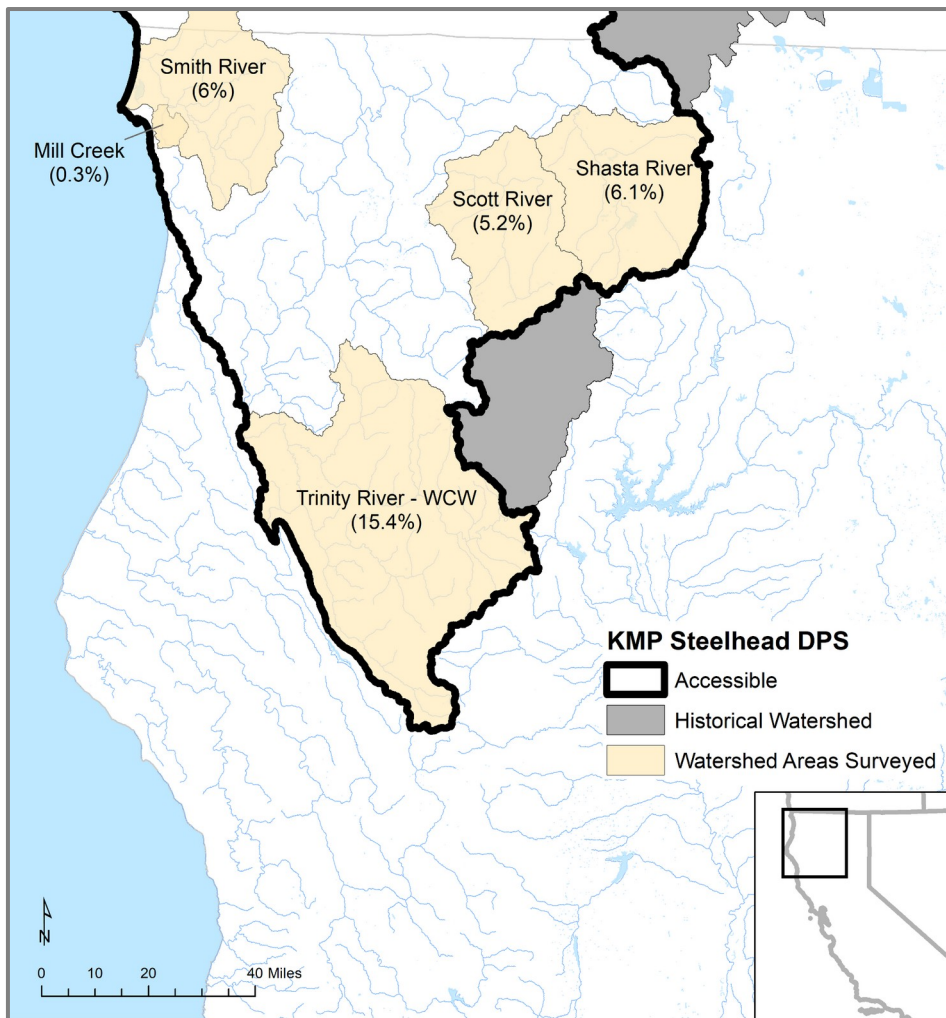 Smith River
(6%)
Mill Creek
(0.3%)
Shasta River
(6.1%)
Scott River
(5.2%)
Trinity River - WCW
(15.4%)
KMP Steelhead DPS
Accessible
Historical Watershed
Watershed Areas Surveyed
N
0 10 20 40 Miles